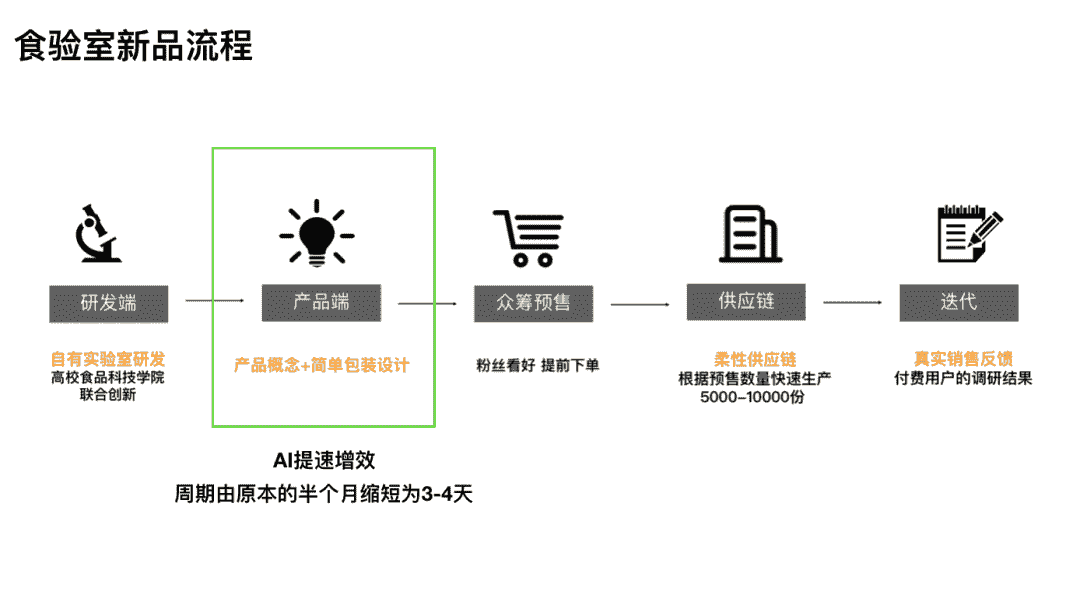 食验室新品流程
研发端
自有实验室研发
高校食品科技学院
联合创新
产品端
产品概念+简单包装设计
众筹预售
粉丝看好 提前下单
供应链
柔性供应链
根据预售数量快速生产
5000-10000份
迭代
真实销售反馈
付费用户的调研结果
AI提速增效
周期由原本的半个月缩短为3-4天